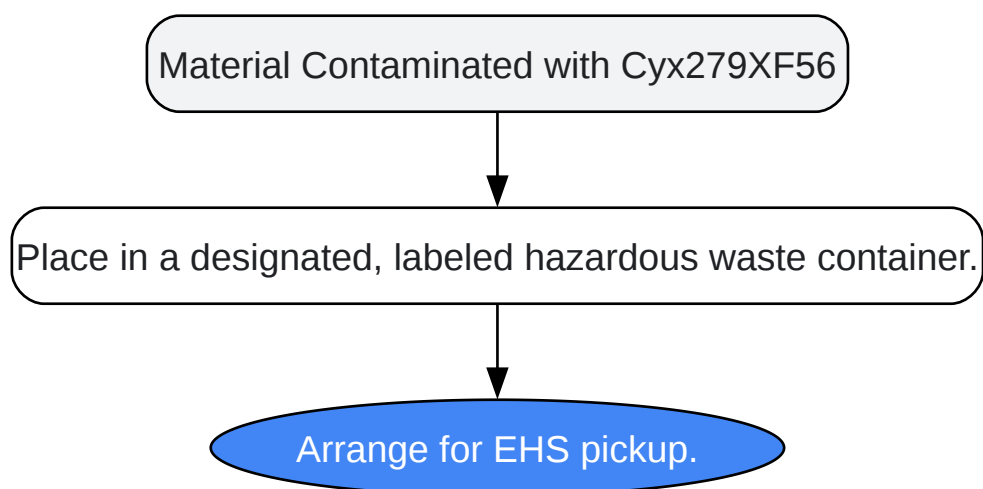 Material Contaminated with Cyx279XF56
Place in a designated, labeled hazardous waste container.
Arrange for EHS pickup.